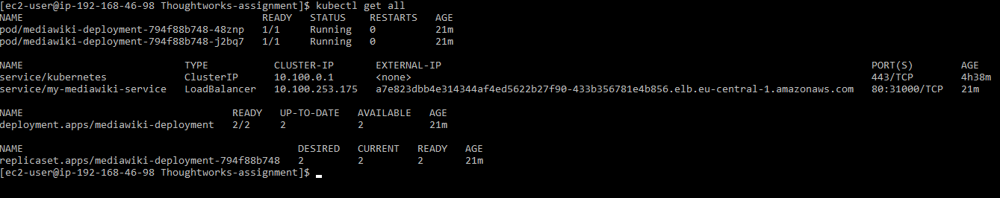 [ec2-user@ip-192-168-46-98 Thoughtworks-assignment]$ kubectl get all
NAME READY STATUS RESTARTS AGE
pod/mediawiki-deployment-794f88b748-48znp 1/1 Running 0 21m
pod/mediawiki-deployment-794f88b748-j2bq7 1/1 Running 0 21m
NAME TYPE CLUSTER-IP EXTERNAL-IP PORT(S) AGE
service/kubernetes ClusterIP 10.100.0.1 <none> 443/TCP 4h38m
service/my-mediawiki-service LoadBalancer 10.100.253.175 a7e823dbb4e314344af4ed5622b27f90-433b356781e4b856.elb.eu-central-1.amazonaws.com 80:31000/TCP 21m
NAME READY UP-TO-DATE AVAILABLE AGE
deployment.apps/mediawiki-deployment 2/2 2 2 21m
NAME DESIRED CURRENT READY AGE
replicaset.apps/mediawiki-deployment-794f88b748 2 2 2 21m
[ec2-user@ip-192-168-46-98 Thoughtworks-assignment]$